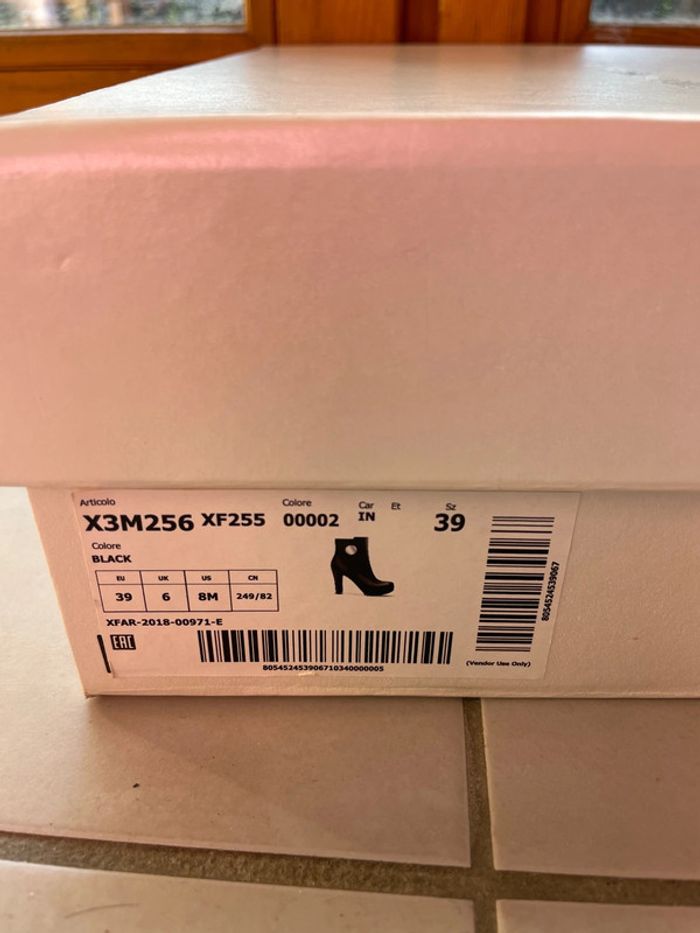 Articolo Colore Car Et Sz
X3M256 XF255 00002 IN 39
Colore
BLACK
EU UK US CN
39 6 8M 249/82
XFAR-2018-00971-E
EAC
805452453906710340000005
8054524539067
(Vendor Use Only)